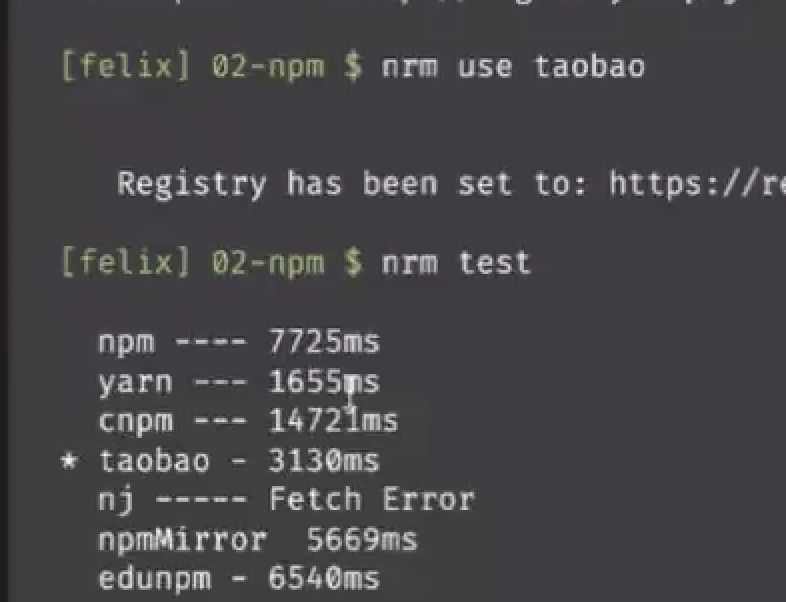 [felix] 02-npm $ nrm use taobao
Registry has been set to: https://re
[felix] 02-npm $ nrm test
npm ---- 7725ms
yarn --- 1655ms
cnpm --- 14721ms
* taobao - 3130ms
nj ----- Fetch Error
npmMirror  5669ms
edunpm - 6540ms